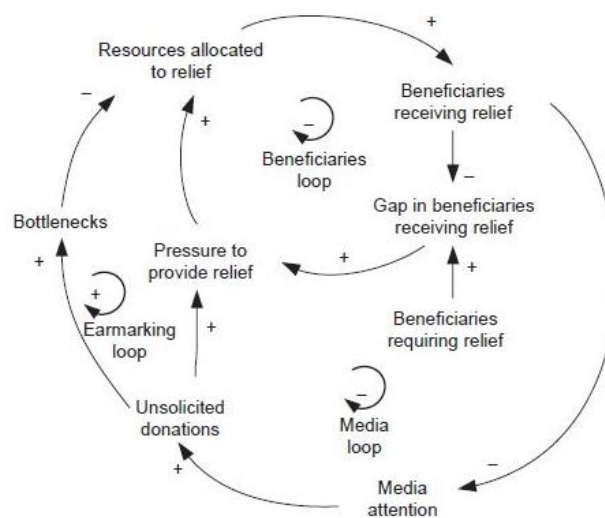 +
Resources allocated
to relief
–
Beneficiaries
receiving relief
+
–
Beneficiaries
loop
–
Bottlenecks
Gap in beneficiaries
receiving relief
+
Pressure to
provide relief
+
+
+
Earmarking
loop
+
Beneficiaries
requiring relief
Unsolicited
donations
–
Media
loop
+
–
Media
attention